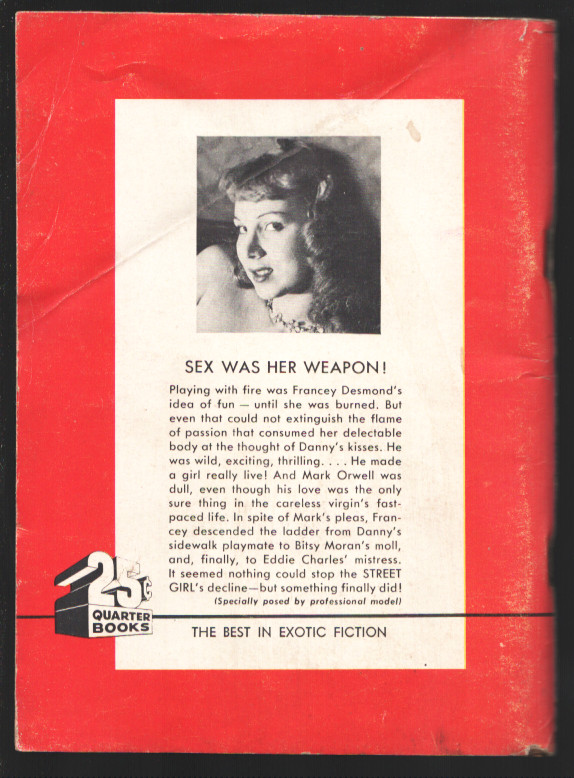 SEX WAS HER WEAPON!
Playing with fire was Francey Desmond's
idea of fun — until she was burned. But
even that could not extinguish the flame
of passion that consumed her delectable
body at the thought of Danny's kisses. He
was wild, exciting, thrilling. . . . He made
a girl really live! And Mark Orwell was
dull, even though his love was the only
sure thing in the careless virgin's fast-
paced life. In spite of Mark's pleas, Fran-
cey descended the ladder from Danny's
sidewalk playmate to Bitsy Moran's moll,
and, finally, to Eddie Charles' mistress.
It seemed nothing could stop the STREET
GIRL's decline—but something finally did!
(Specially posed by professional model)
25¢
QUARTER
BOOKS
THE BEST IN EXOTIC FICTION